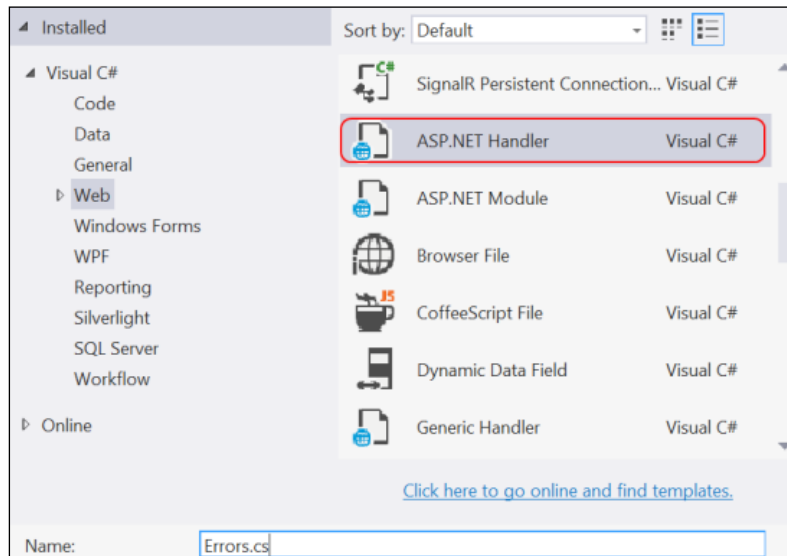 Installed
Sort by: Default
Visual C#
Code
Data
General
Web
Windows Forms
WPF
Reporting
Silverlight
SQL Server
Workflow
Online
C#
SignalR Persistent Connection... Visual C#
ASP.NET Handler Visual C#
ASP.NET Module Visual C#
Browser File Visual C#
JS
CoffeeScript File Visual C#
Dynamic Data Field Visual C#
Generic Handler Visual C#
Click here to go online and find templates.
Name: Errors.cs